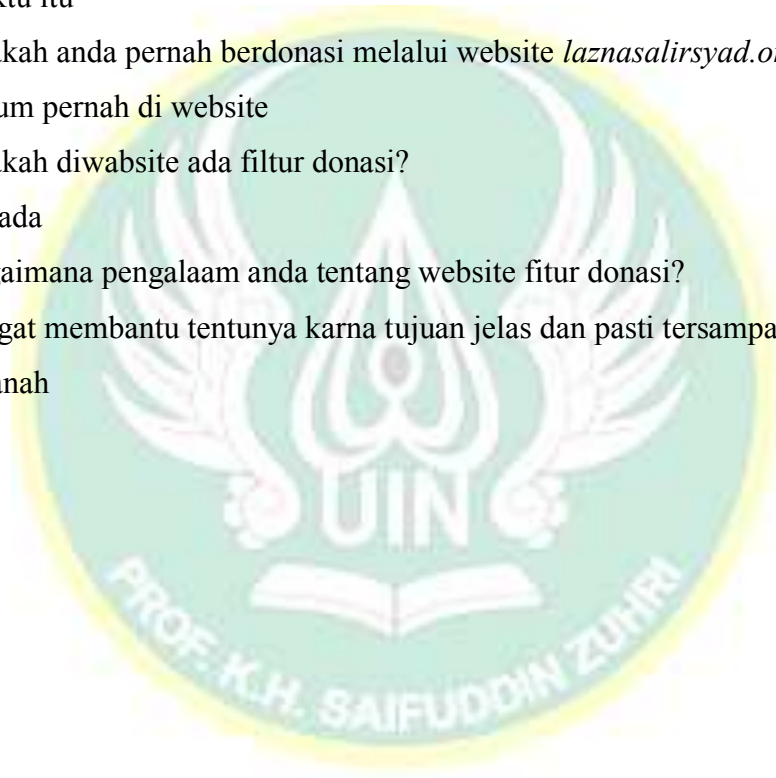 ktu itu
akah anda pernah berdonasi melalui website laznasalirsyad.or
um pernah di website
akah diwabsite ada filtur donasi?
ada
gaimana pengalaam anda tentang website fitur donasi?
gat membantu tentunya karna tujuan jelas dan pasti tersampa
anah
UIN
PROF. K.H. SAIFUDDIN ZUHRI